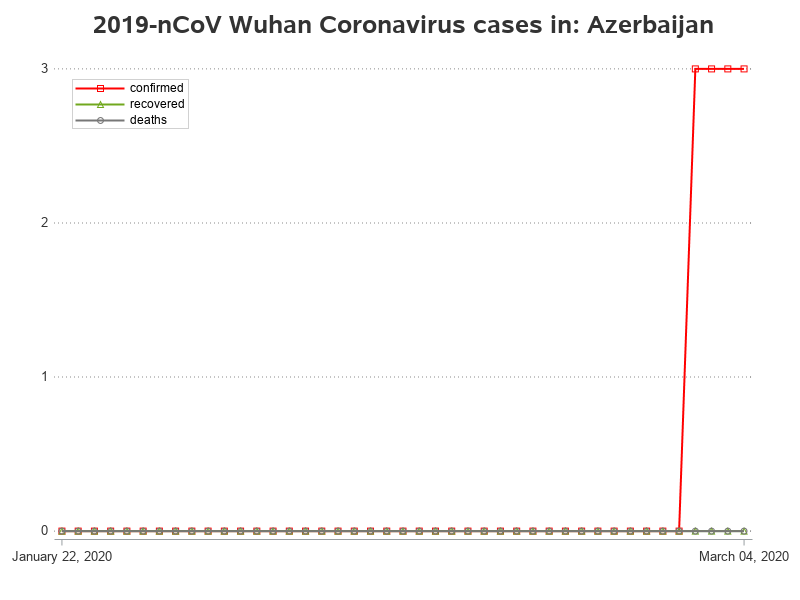 2019-nCoV Wuhan Coronavirus cases in: Azerbaijan
3
confirmed
recovered
deaths
2
1
0
January 22, 2020
March 04, 2020